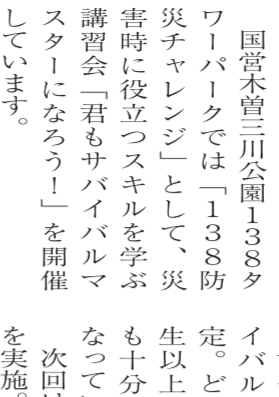 国営木曽三川公園138タ
ワーパークでは「138防
災チャレンジ」として、災
害時に役立つスキルを学ぶ
講習会「君もサバイバルマ
スターになろう！」を開催
しています。
イバル
定。ど
生以上
も十分
なって
次回は
を実施。